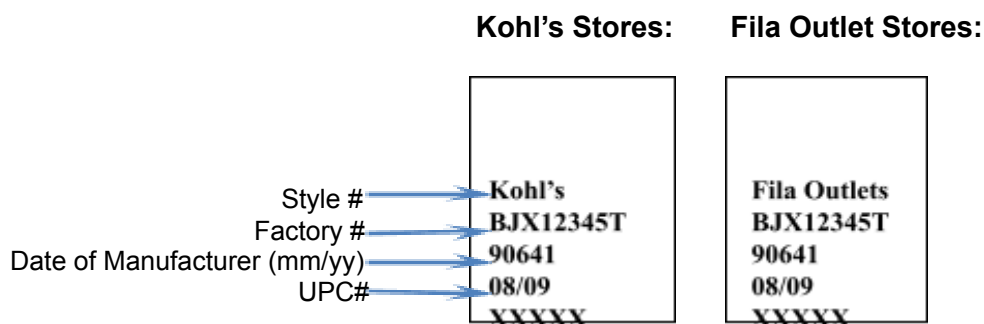 Kohl's Stores:
Fila Outlet Stores:
Style #
Factory #
Date of Manufacturer (mm/yy)
UPC#
Kohl's
BJX12345T
90641
08/09
XXXXX
Fila Outlets
BJX12345T
90641
08/09
XXXXX